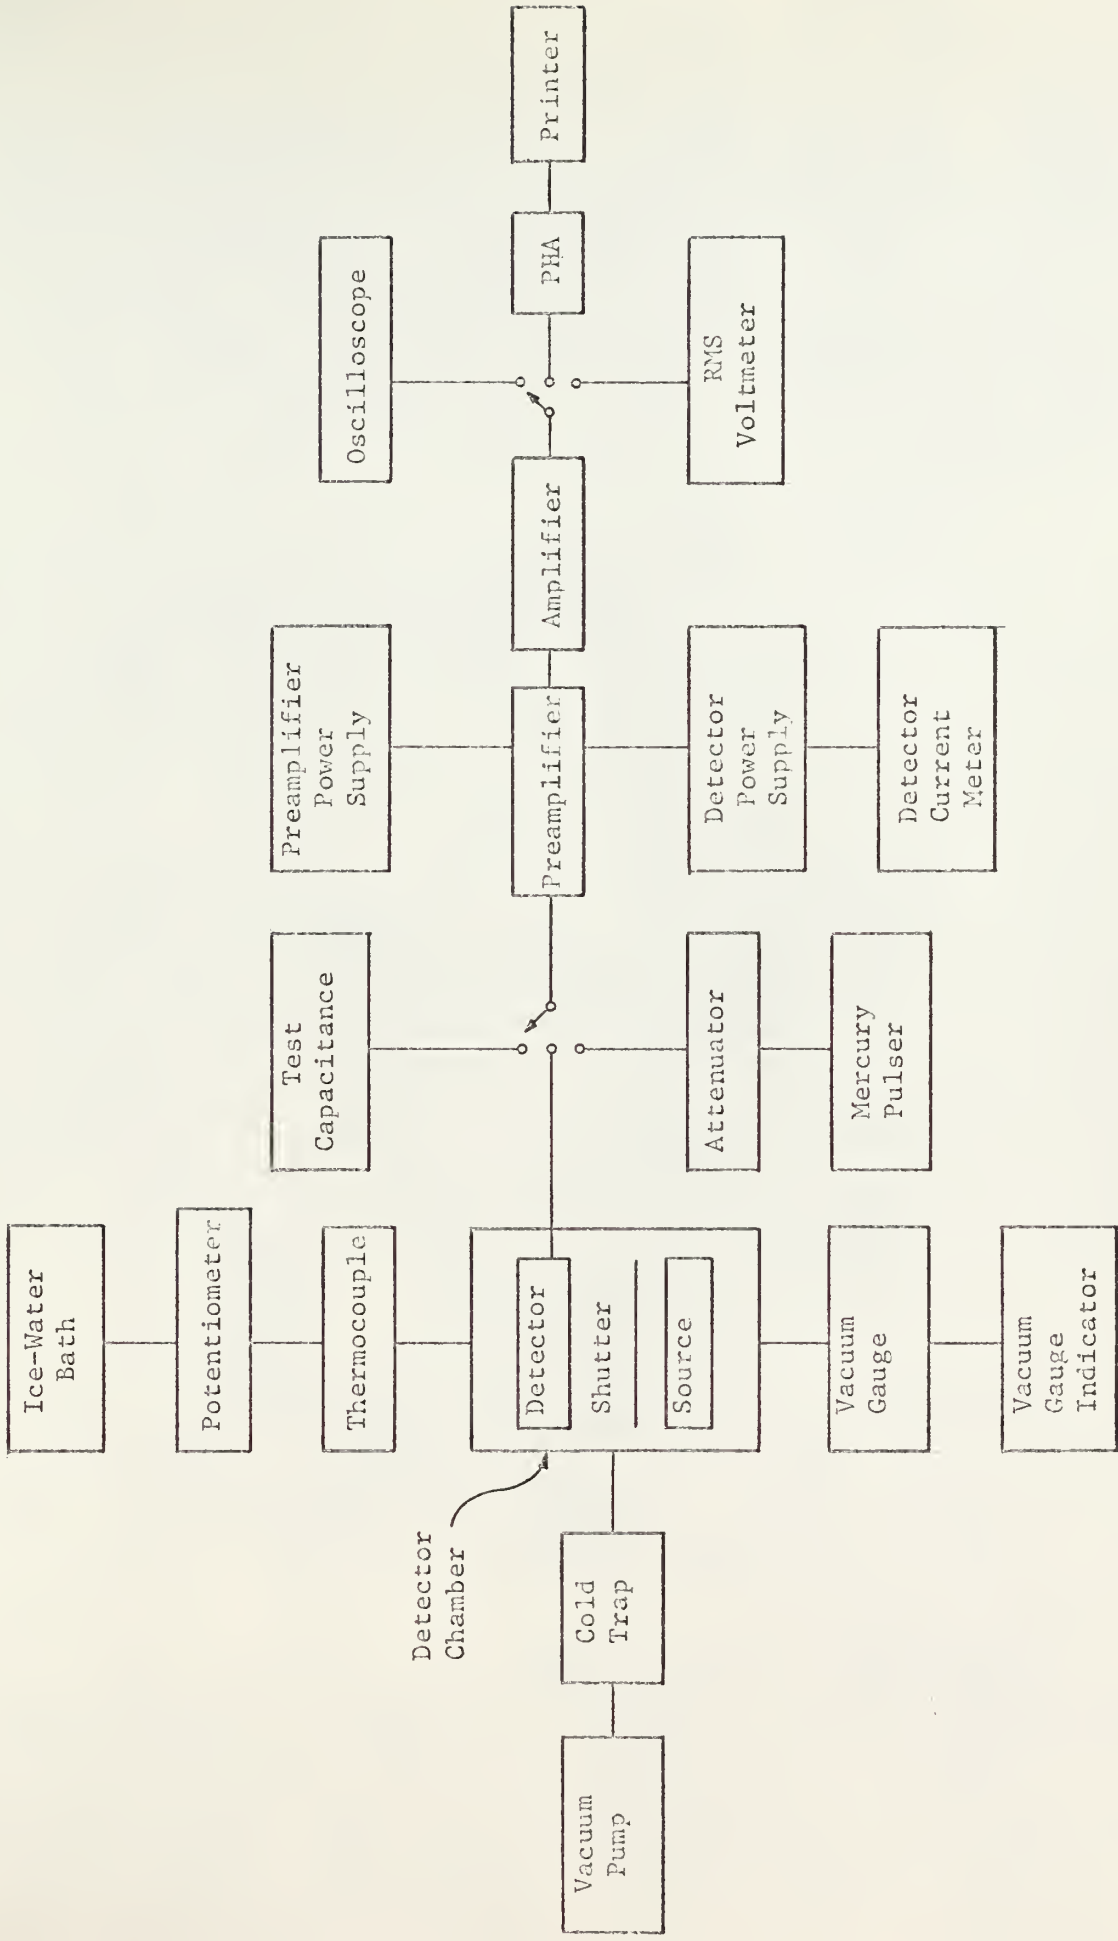 Ice-Water
Bath
Potentiometer
Thermocouple
Detector
Chamber
Detector
Shutter
Source
Vacuum
Pump
Cold
Trap
Vacuum
Gauge
Vacuum
Gauge
Indicator
Test
Capacitance
Attenuator
Mercury
Pulser
Preamplifier
Power
Supply
Preamplifier
Detector
Power
Supply
Detector
Current
Meter
Amplifier
Oscilloscope
RMS
Voltmeter
PHA
Printer